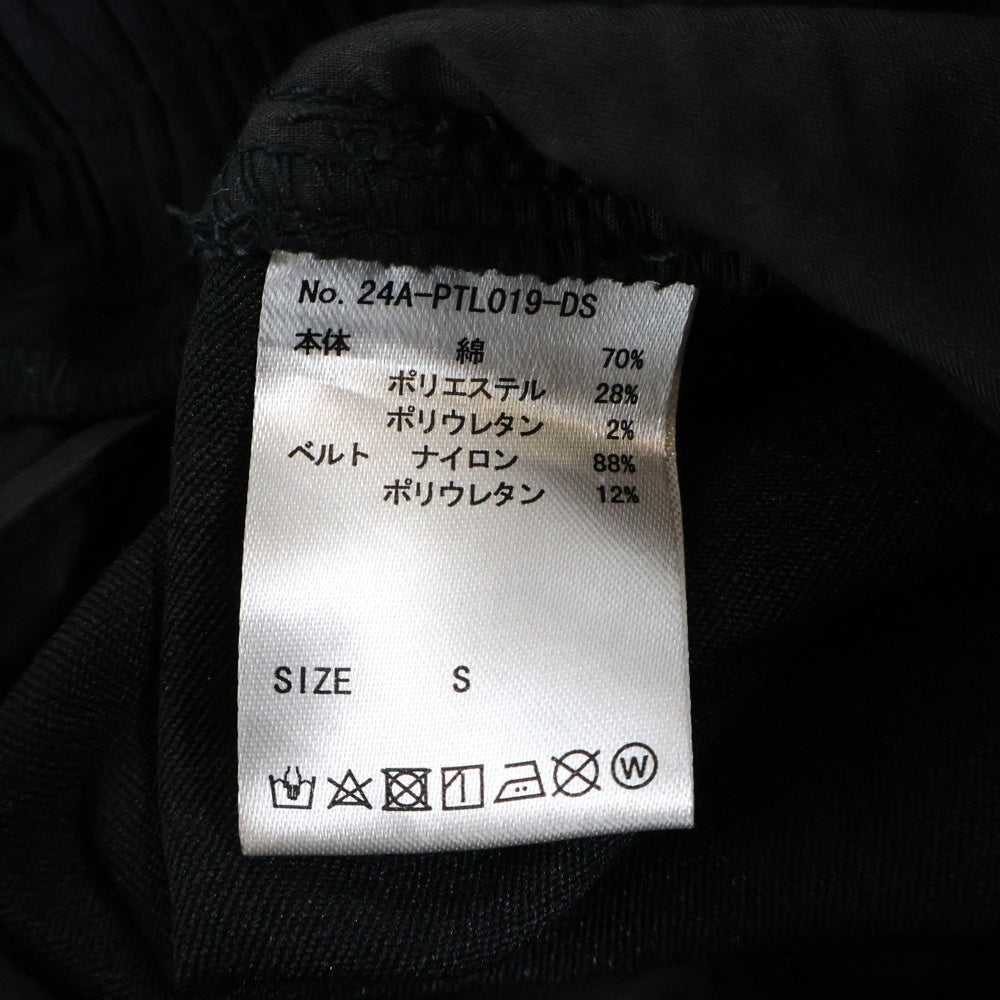 No. 24A-PTL019-DS
本体 綿 70%
ポリエステル 28%
ポリウレタン 2%
ベルト ナイロン 88%
ポリウレタン 12%
SIZE S
W